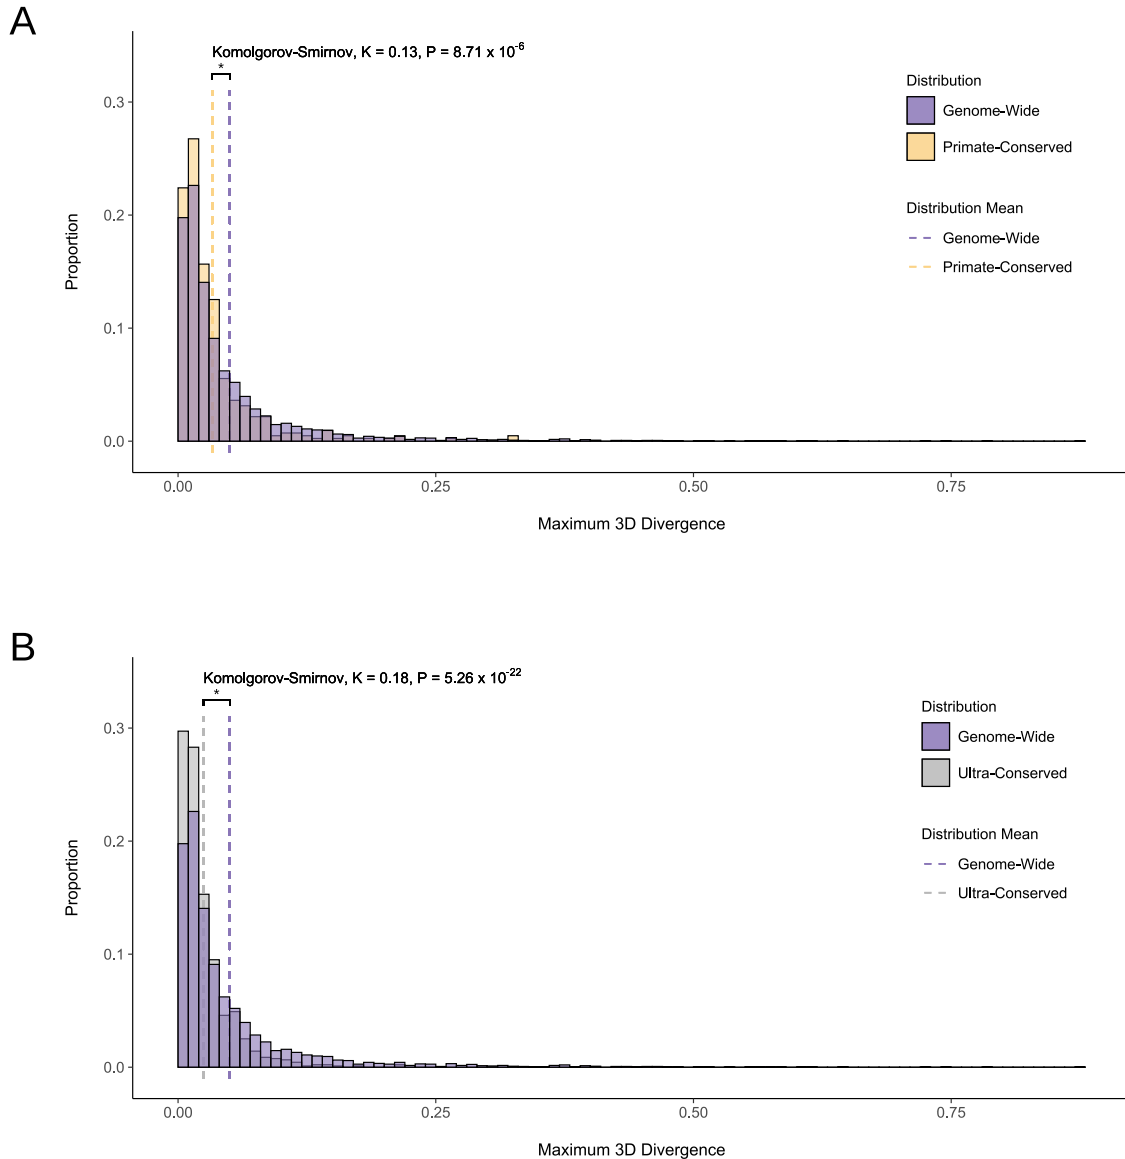 A
Komolgorov-Smirnov, K = 0.13, P = 8.71 x 10⁻⁶
*
Distribution
Genome-Wide
Primate-Conserved
Distribution Mean
Genome-Wide
Primate-Conserved
Proportion
0.3
0.2
0.1
0.0
0.00 0.25 0.50 0.75
Maximum 3D Divergence
B
Komolgorov-Smirnov, K = 0.18, P = 5.26 x 10⁻²²
*
Distribution
Genome-Wide
Ultra-Conserved
Distribution Mean
Genome-Wide
Ultra-Conserved
Proportion
0.3
0.2
0.1
0.0
0.00 0.25 0.50 0.75
Maximum 3D Divergence